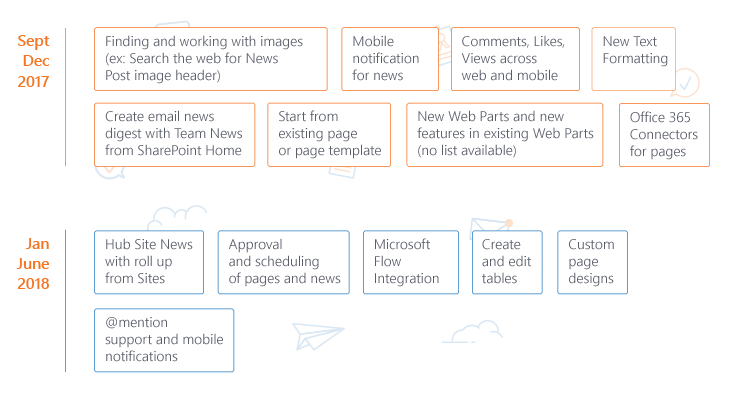 Sept
Dec
2017
Finding and working with images
(ex: Search the web for News
Post image header)
Mobile
notification
for news
Comments, Likes,
Views across
web and mobile
New Text
Formatting
Create email news
digest with Team News
from SharePoint Home
Start from
existing page
or page template
New Web Parts and new
features in existing Web Parts
(no list available)
Office 365
Connectors
for pages
Jan
June
2018
Hub Site News
with roll up
from Sites
Approval
and scheduling
of pages and news
Microsoft
Flow
Integration
Create
and edit
tables
Custom
page
designs
@mention
support and mobile
notifications